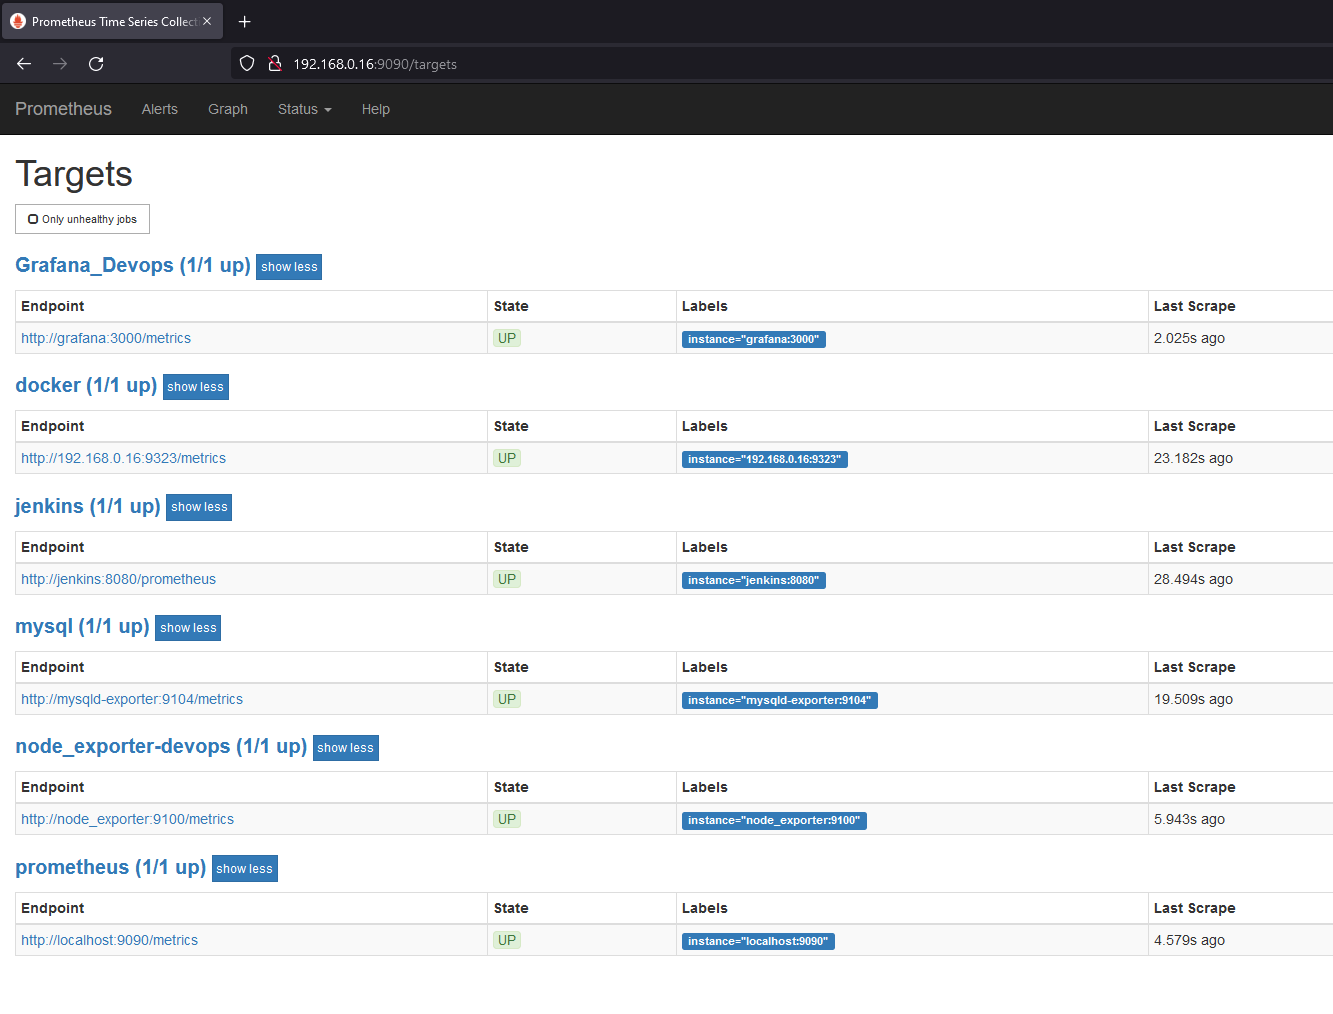 Prometheus Time Series Collect
192.168.0.16:9090/targets
Prometheus Alerts Graph Status Help
Targets
Only unhealthy jobs
Grafana_Devops (1/1 up) show less
Endpoint State Labels Last Scrape
http://grafana:3000/metrics UP instance="grafana:3000" 2.025s ago
docker (1/1 up) show less
Endpoint State Labels Last Scrape
http://192.168.0.16:9323/metrics UP instance="192.168.0.16:9323" 23.182s ago
jenkins (1/1 up) show less
Endpoint State Labels Last Scrape
http://jenkins:8080/prometheus UP instance="jenkins:8080" 28.494s ago
mysql (1/1 up) show less
Endpoint State Labels Last Scrape
http://mysqld-exporter:9104/metrics UP instance="mysqld-exporter:9104" 19.509s ago
node_exporter-devops (1/1 up) show less
Endpoint State Labels Last Scrape
http://node_exporter:9100/metrics UP instance="node_exporter:9100" 5.943s ago
prometheus (1/1 up) show less
Endpoint State Labels Last Scrape
http://localhost:9090/metrics UP instance="localhost:9090" 4.579s ago